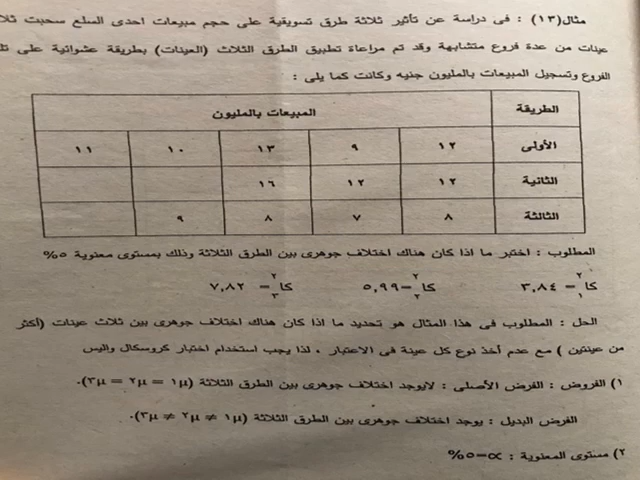 مثال(١٣) : فى دراسة عن تأثير ثلاثة طرق تسويقية على حجم مبيعات احدى السلع سحبت
عينات من عدة فروع متشابهة وقد تم مراعاة تطبيق الطرق الثلاث (العينات) بطريقة عشوائية على
الفروع وتسجيل المبيعات بالمليون جنيه وكانت كما يلى :
الطريقة المبيعات بالمليون
الأولى ١٢ ٩ ١٣ ١٠ ١١
الثانية ١٢ ١٢ ١٦
الثالثة ٨ ٧ ٨ ٩
المطلوب : اختبر ما اذا كان هناك اختلاف جوهرى بين الطرق الثلاثة وذلك بمستوى معنوية ٥%
كا٢١ = ٣,٨٤ كا٢٢ = ٥,٩٩ كا٢٣ = ٧,٨٢
الحل : المطلوب فى هذا المثال هو تحديد ما اذا كان هناك اختلاف جوهرى بين ثلاث عينات (أكثر
من عينتين ) مع عدم أخذ نوع كل عينة فى الاعتبار ، لذا يجب استخدام اختبار كروسكال واليس
١) الفروض : الفرض الأصلى : لايوجد اختلاف جوهرى بين الطرق الثلاثة (µ١ = µ٢ = µ٣).
الفرض البديل : يوجد اختلاف جوهرى بين الطرق الثلاثة (µ١ ≠ µ٢ ≠ µ٣).
٢) مستوى المعنوية : α=٥%